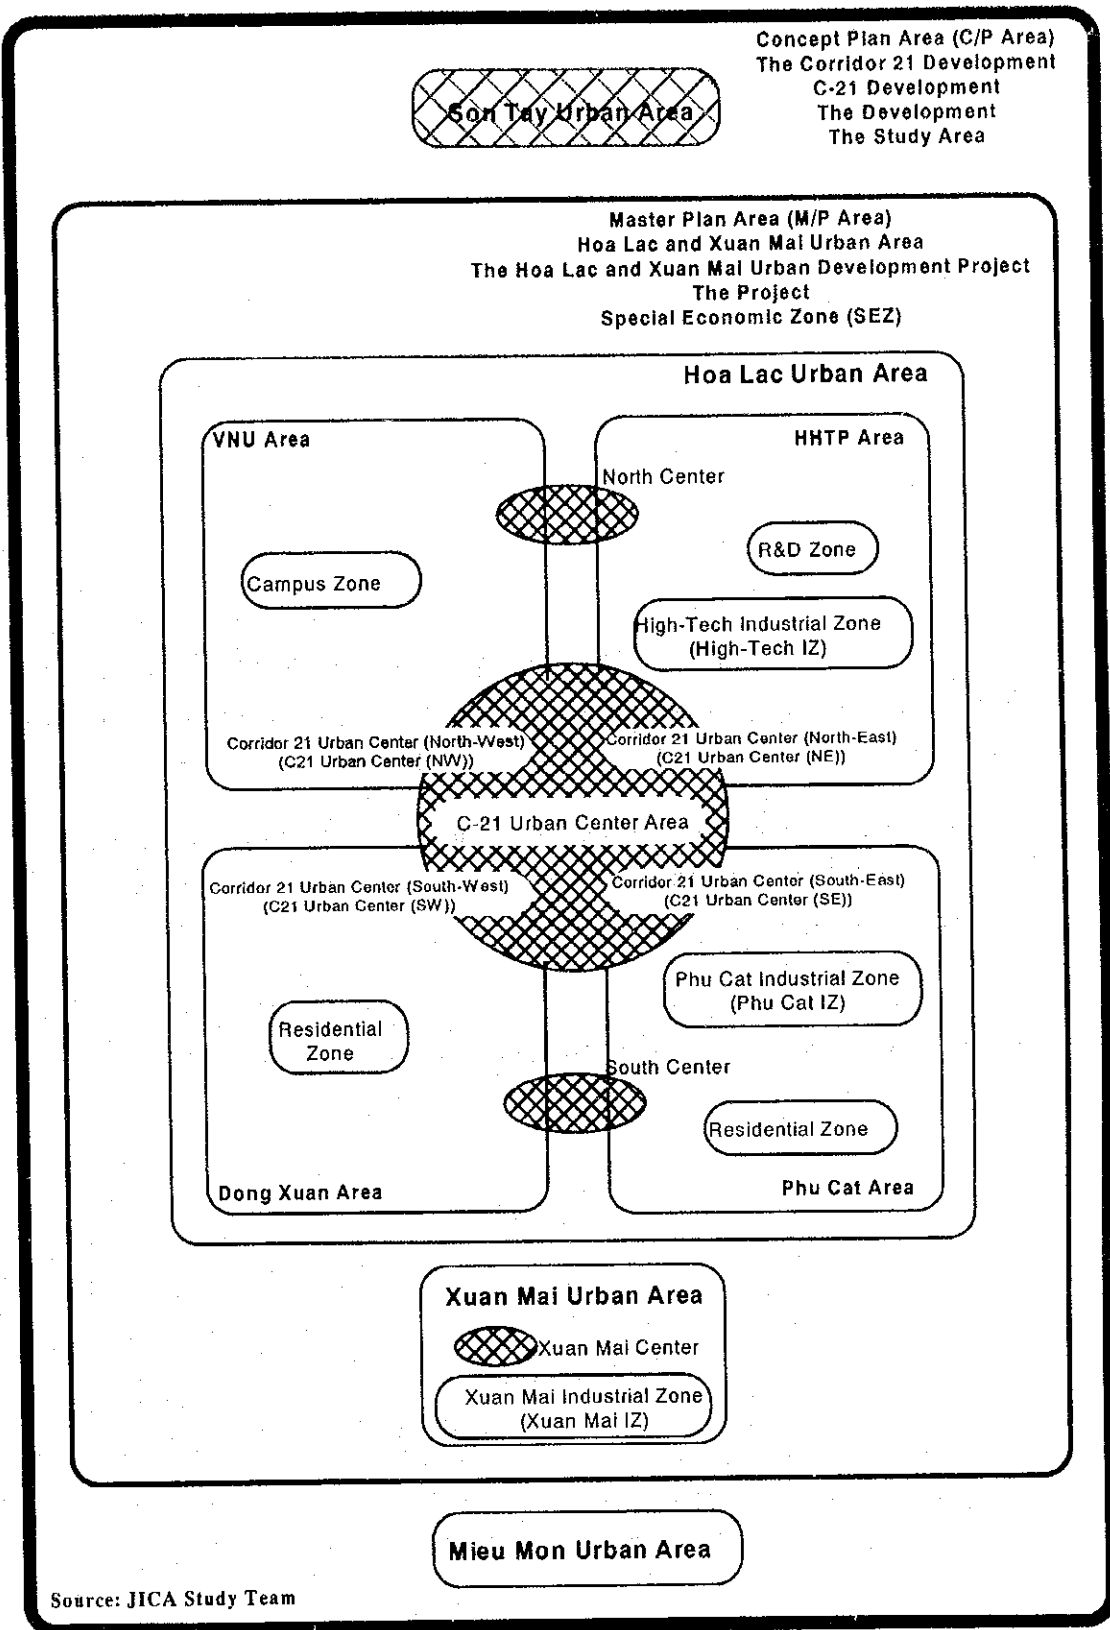 Concept Plan Area (C/P Area)
The Corridor 21 Development
C-21 Development
The Development
The Study Area
Son Tay Urban Area
Master Plan Area (M/P Area)
Hoa Lac and Xuan Mai Urban Area
The Hoa Lac and Xuan Mai Urban Development Project
The Project
Special Economic Zone (SEZ)
Hoa Lac Urban Area
VNU Area
HHTP Area
North Center
R&D Zone
Campus Zone
High-Tech Industrial Zone
(High-Tech IZ)
Corridor 21 Urban Center (North-West)
(C21 Urban Center (NW))
Corridor 21 Urban Center (North-East)
(C21 Urban Center (NE))
C-21 Urban Center Area
Corridor 21 Urban Center (South-West)
(C21 Urban Center (SW))
Corridor 21 Urban Center (South-East)
(C21 Urban Center (SE))
Phu Cat Industrial Zone
(Phu Cat IZ)
Residential
Zone
South Center
Residential Zone
Dong Xuan Area
Phu Cat Area
Xuan Mai Urban Area
Xuan Mai Center
Xuan Mai Industrial Zone
(Xuan Mai IZ)
Mieu Mon Urban Area
Source: JICA Study Team